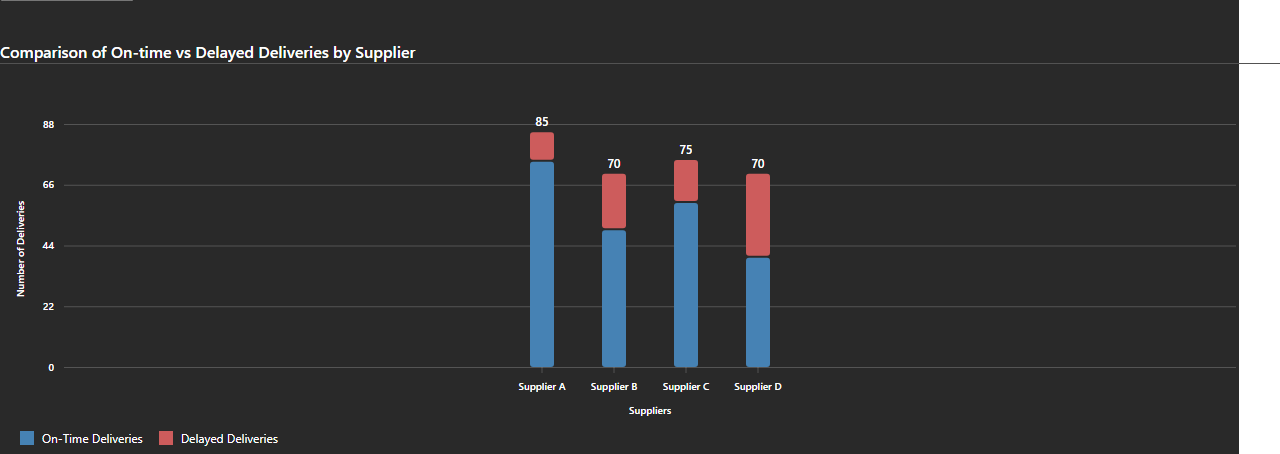 Comparison of On-time vs Delayed Deliveries by Supplier
Number of Deliveries
88
66
44
22
0
85
70
75
70
Supplier A
Supplier B
Supplier C
Supplier D
Suppliers
On-Time Deliveries
Delayed Deliveries